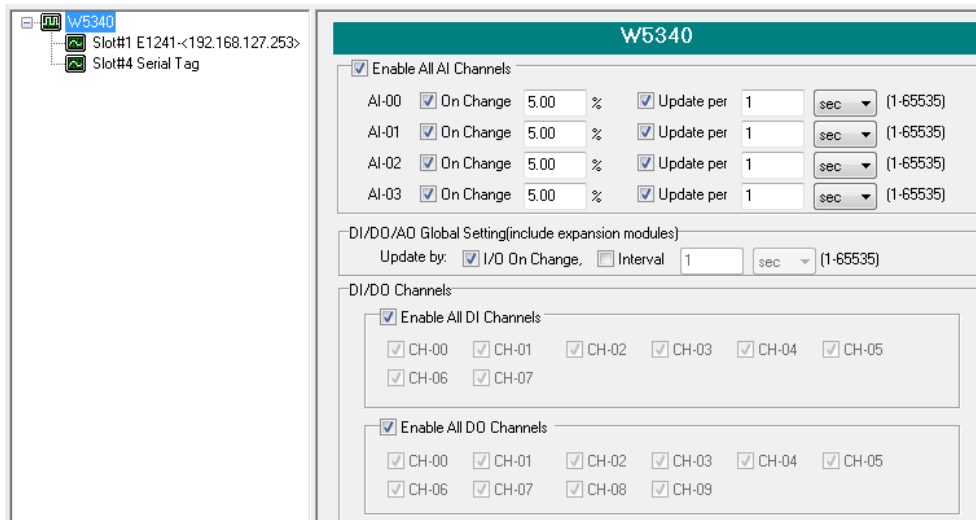 W5340
Slot#1 E1241-<192.168.127.253>
Slot#4 Serial Tag
W5340
Enable All AI Channels
AI-00 On Change 5.00 % Update per 1 sec (1-65535)
AI-01 On Change 5.00 % Update per 1 sec (1-65535)
AI-02 On Change 5.00 % Update per 1 sec (1-65535)
AI-03 On Change 5.00 % Update per 1 sec (1-65535)
DI/DO/AO Global Setting(include expansion modules)
Update by: I/O On Change, Interval 1 sec (1-65535)
DI/DO Channels
Enable All DI Channels
CH-00 CH-01 CH-02 CH-03 CH-04 CH-05
CH-06 CH-07
Enable All DO Channels
CH-00 CH-01 CH-02 CH-03 CH-04 CH-05
CH-06 CH-07 CH-08 CH-09